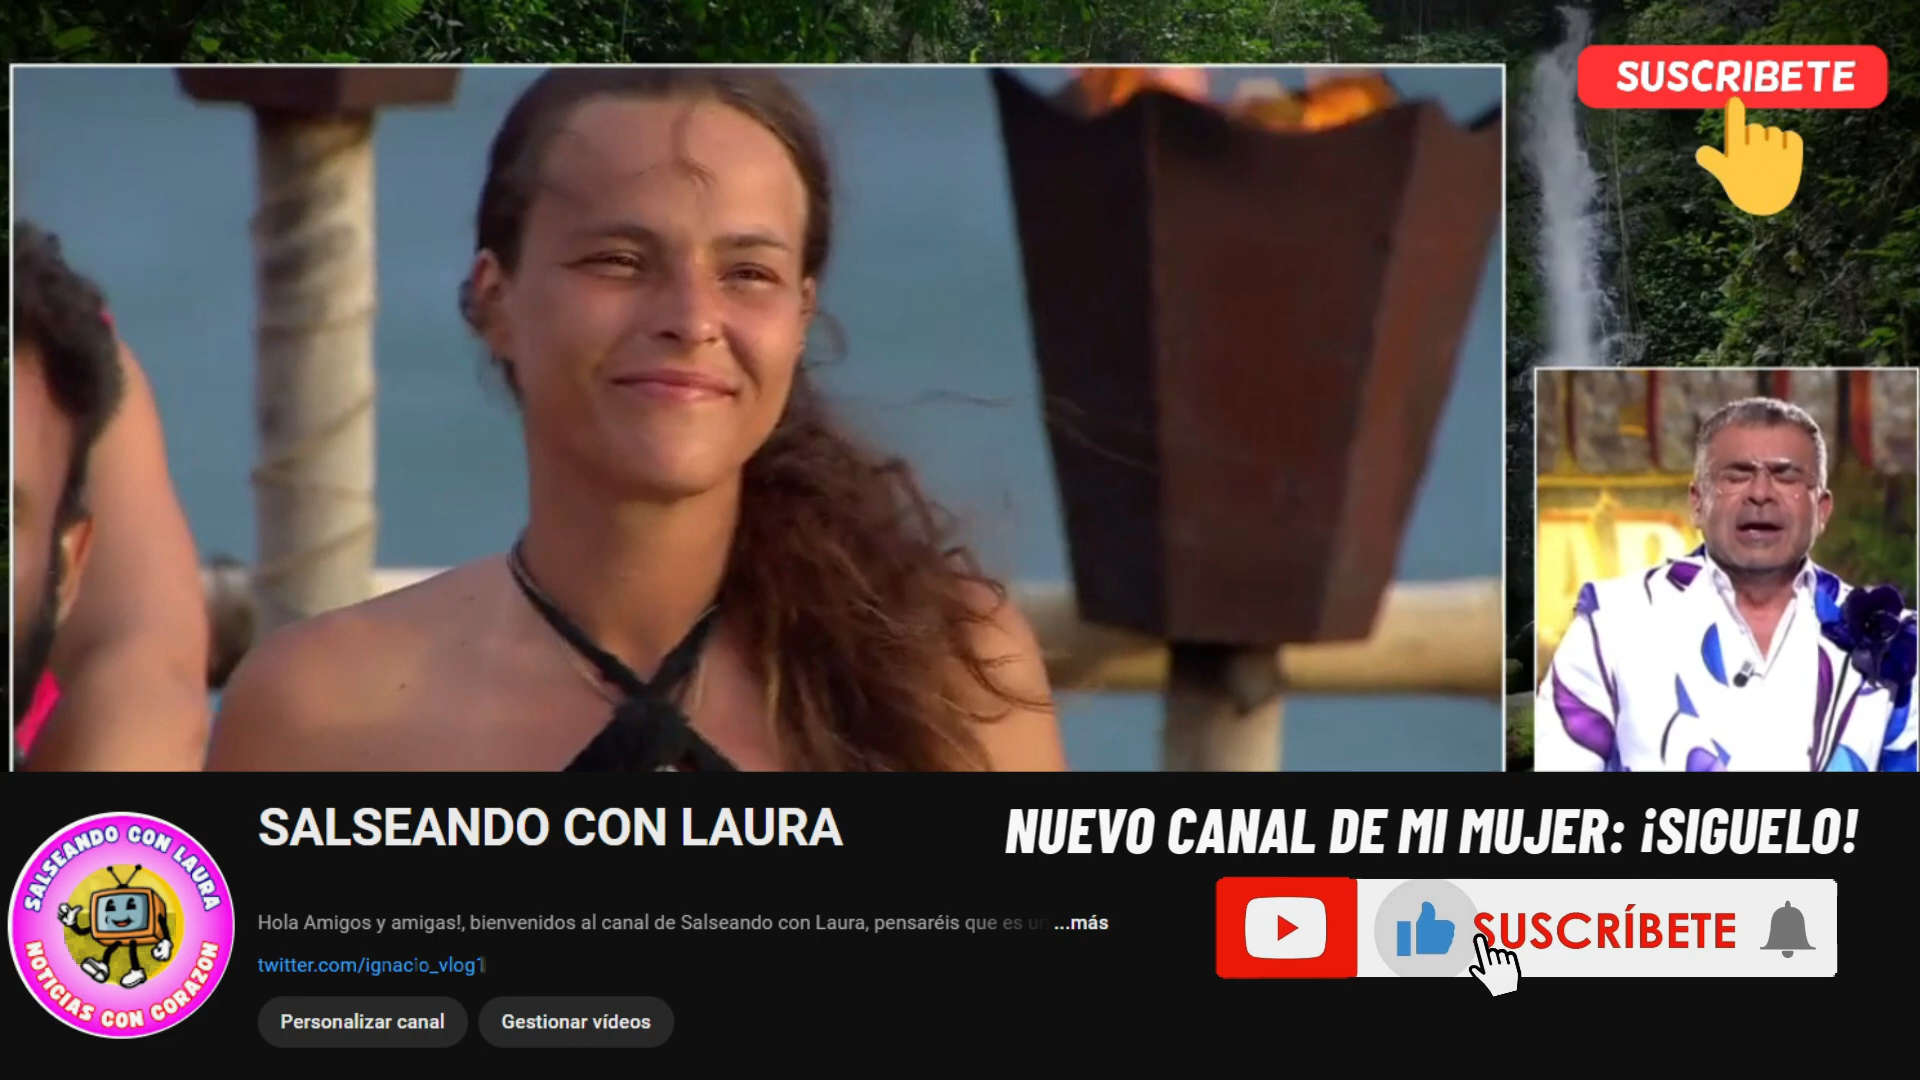 SUSCRIBETE
SALSEANDO CON LAURA
NUEVO CANAL DE MI MUJER: ¡SIGUELO!
SALSEANDO CON LAURA
NOTICIAS CON CORAZON
Hola Amigos y amigas!, bienvenidos al canal de Salseando con Laura, pensaréis que es un ...más
SUSCRÍBETE
twitter.com/ignacio_vlog1
Personalizar canal
Gestionar vídeos